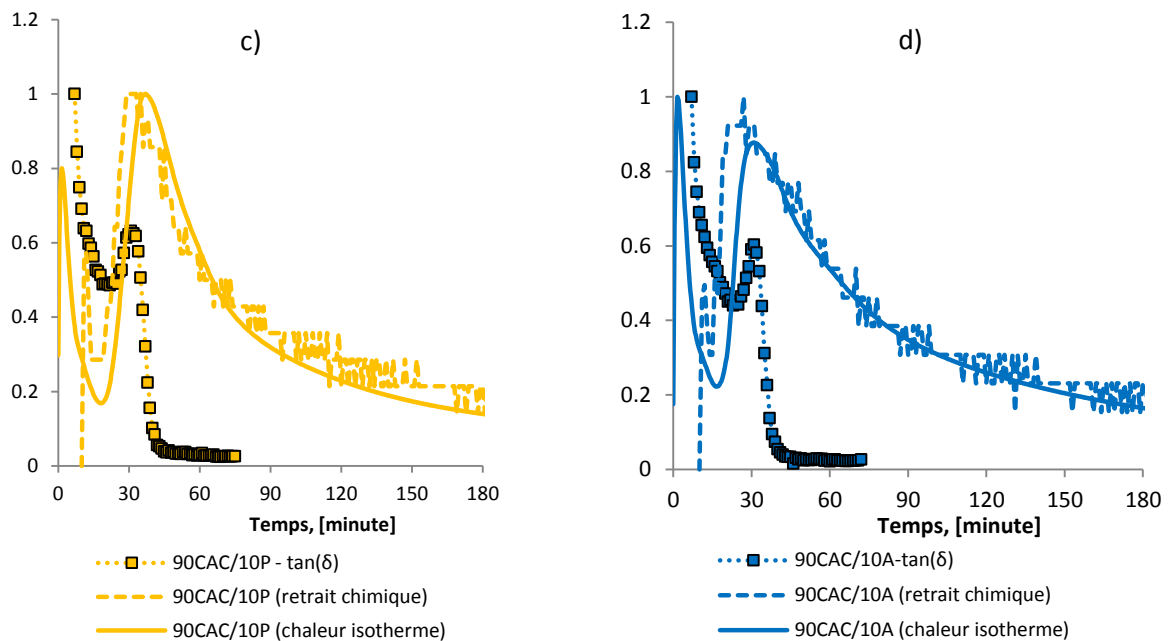 c)
1.2
1
0.8
0.6
0.4
0.2
0
0 30 60 90 120 150 180
Temps, [minute]
90CAC/10P - tan(δ)
90CAC/10P (retrait chimique)
90CAC/10P (chaleur isotherme)
d)
1.2
1
0.8
0.6
0.4
0.2
0
0 30 60 90 120 150 180
Temps, [minute]
90CAC/10A-tan(δ)
90CAC/10A (retrait chimique)
90CAC/10A (chaleur isotherme)